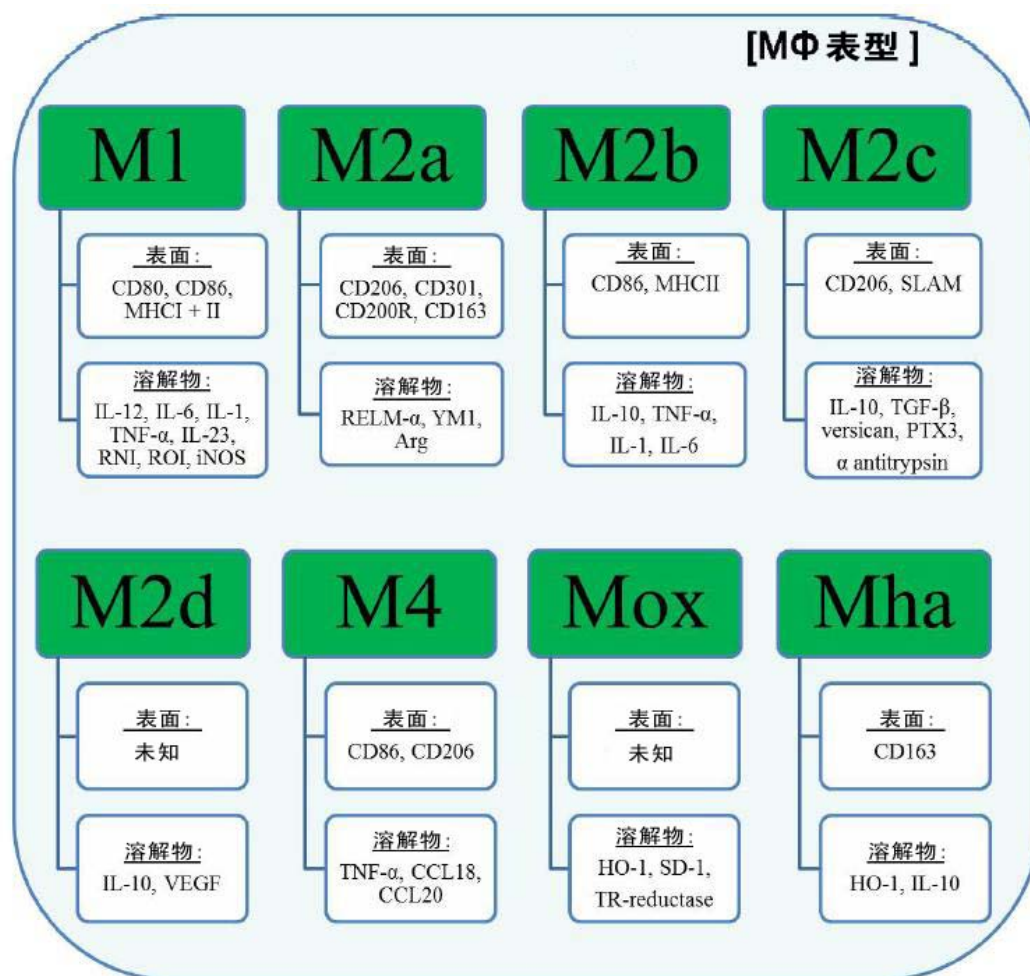 [MΦ表型]
M1
M2a
M2b
M2c
表面:
CD80, CD86,
MHCI + II
表面:
CD206, CD301,
CD200R, CD163
表面:
CD86, MHCII
表面:
CD206, SLAM
溶解物:
IL-12, IL-6, IL-1,
TNF-α, IL-23,
RNI, ROI, iNOS
溶解物:
RELM-α, YM1,
Arg
溶解物:
IL-10, TNF-α,
IL-1, IL-6
溶解物:
IL-10, TGF-β,
versican, PTX3,
α antitrypsin
M2d
M4
Mox
Mha
表面:
未知
表面:
CD86, CD206
表面:
未知
表面:
CD163
溶解物:
IL-10, VEGF
溶解物:
TNF-α, CCL18,
CCL20
溶解物:
HO-1, SD-1,
TR-reductase
溶解物:
HO-1, IL-10